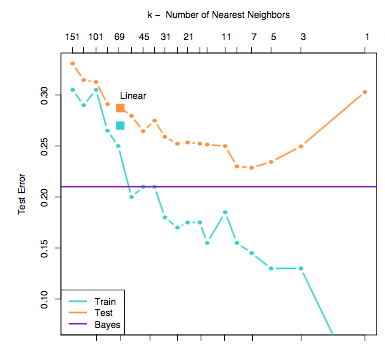 k − Number of Nearest Neighbors
151 101 69 45 31 21 11 7 5 3 1
Linear
0.30
0.25
0.20
0.15
0.10
Test Error
Train
Test
Bayes